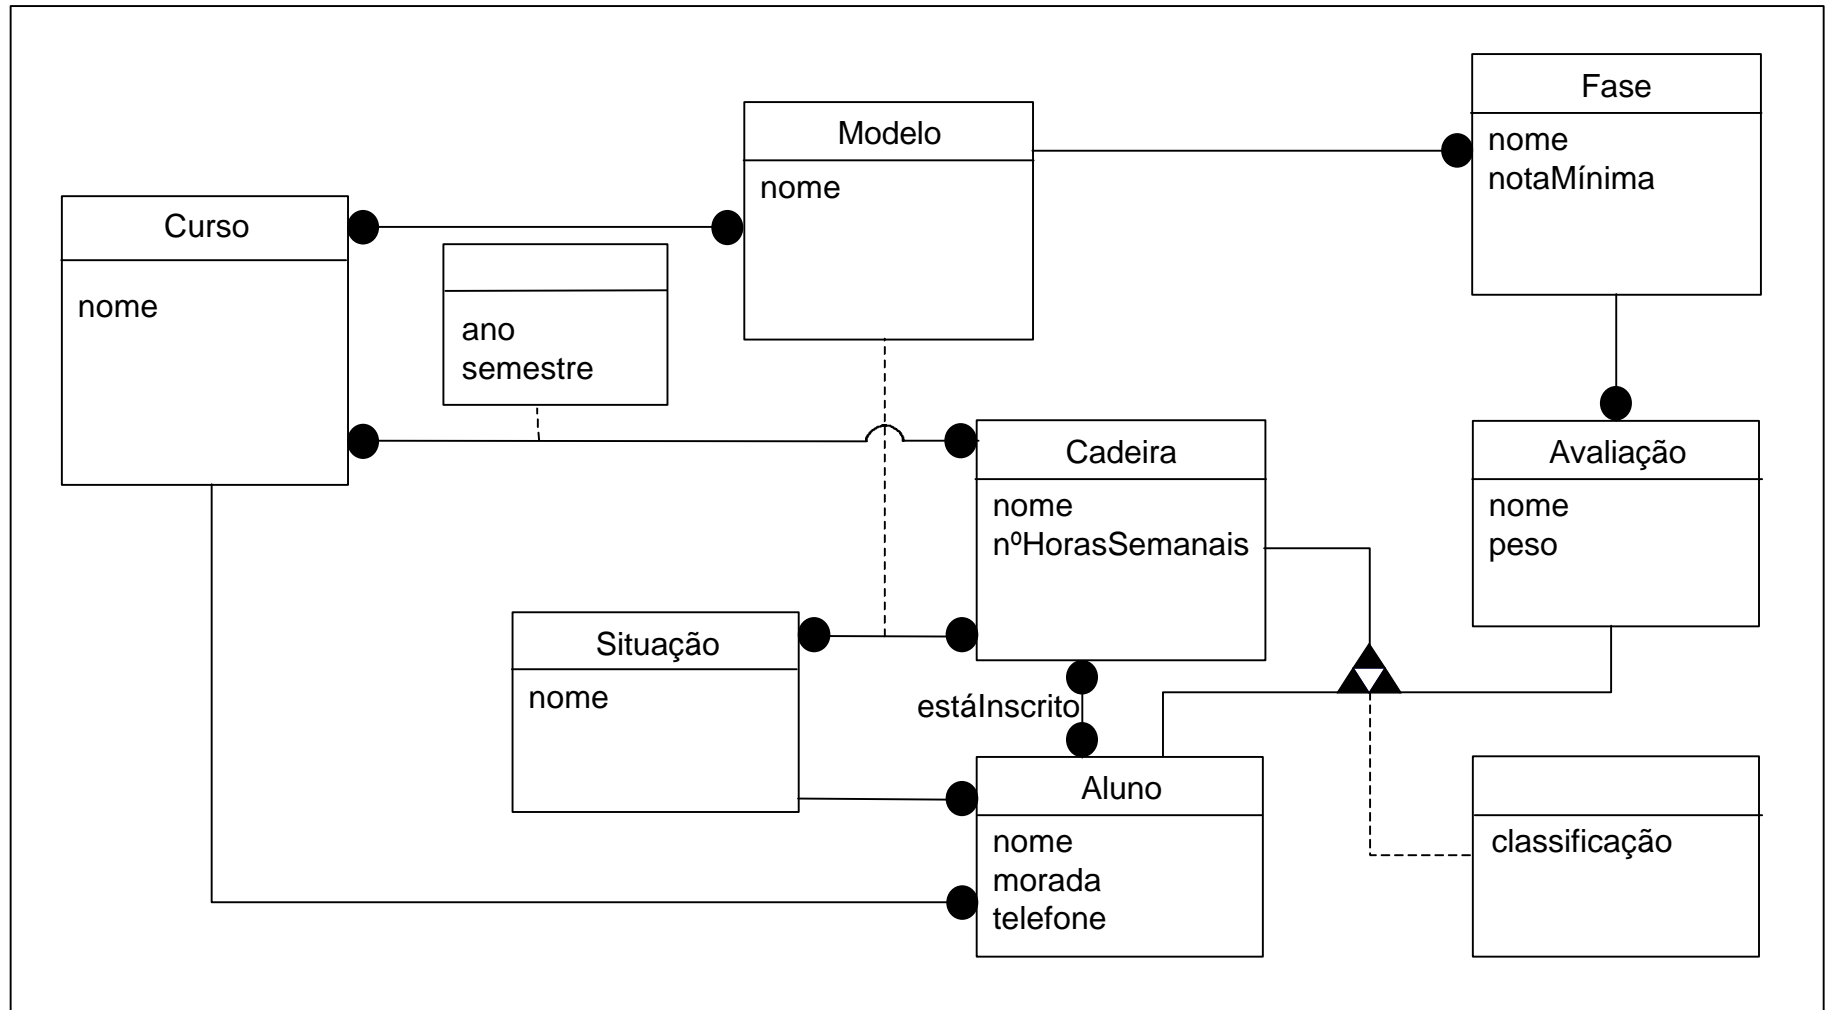 Fase
nome
notaMínima
Modelo
nome
Curso
nome
ano
semestre
Cadeira
nome
nºHorasSemanais
Avaliação
nome
peso
Situação
nome
estáInscrito
Aluno
nome
morada
telefone
classificação